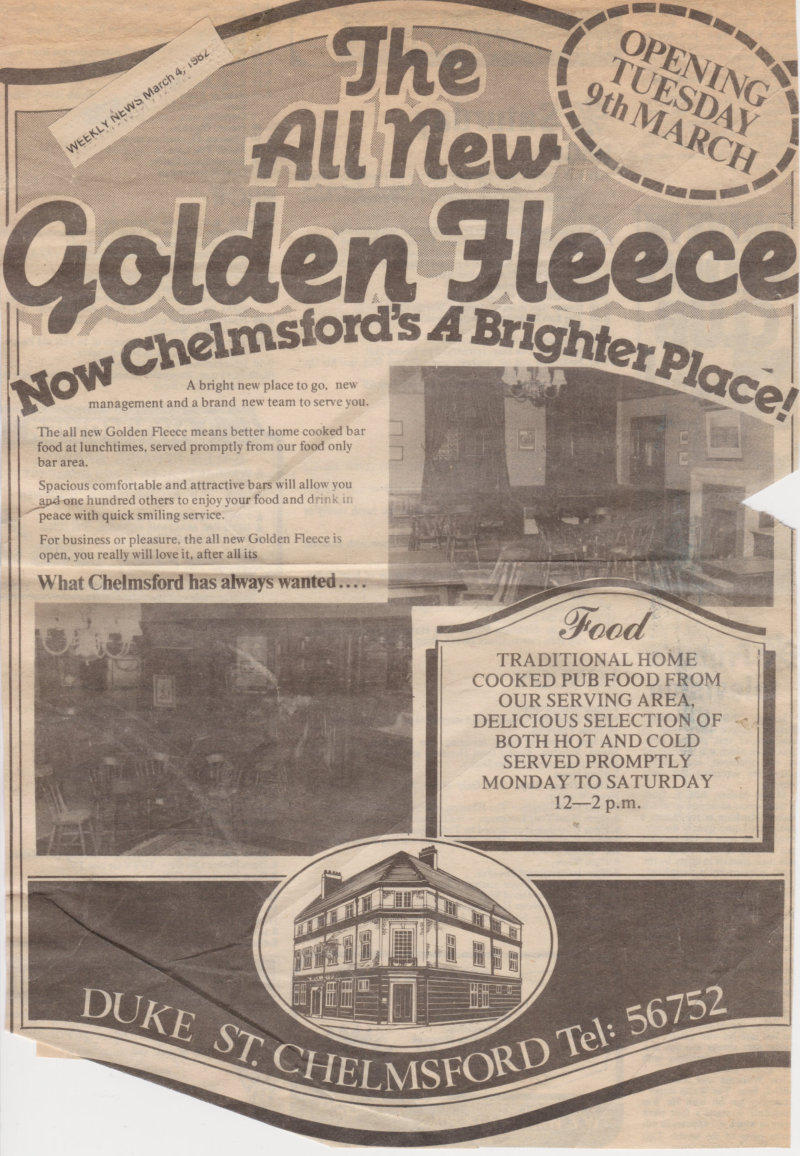 WEEKLY NEWS March 4, 1982
OPENING
TUESDAY
9th MARCH
The
All New
Golden Fleece
Now Chelmsford's A Brighter Place!
A bright new place to go, new
management and a brand new team to serve you.
The all new Golden Fleece means better home cooked bar
food at lunchtimes, served promptly from our food only
bar area.
Spacious comfortable and attractive bars will allow you
and one hundred others to enjoy your food and drink in
peace with quick smiling service.
For business or pleasure, the all new Golden Fleece is
open, you really will love it, after all its
What Chelmsford has always wanted....
Food
TRADITIONAL HOME
COOKED PUB FOOD FROM
OUR SERVING AREA,
DELICIOUS SELECTION OF
BOTH HOT AND COLD
SERVED PROMPTLY
MONDAY TO SATURDAY
12—2 p.m.
DUKE ST. CHELMSFORD Tel: 56752